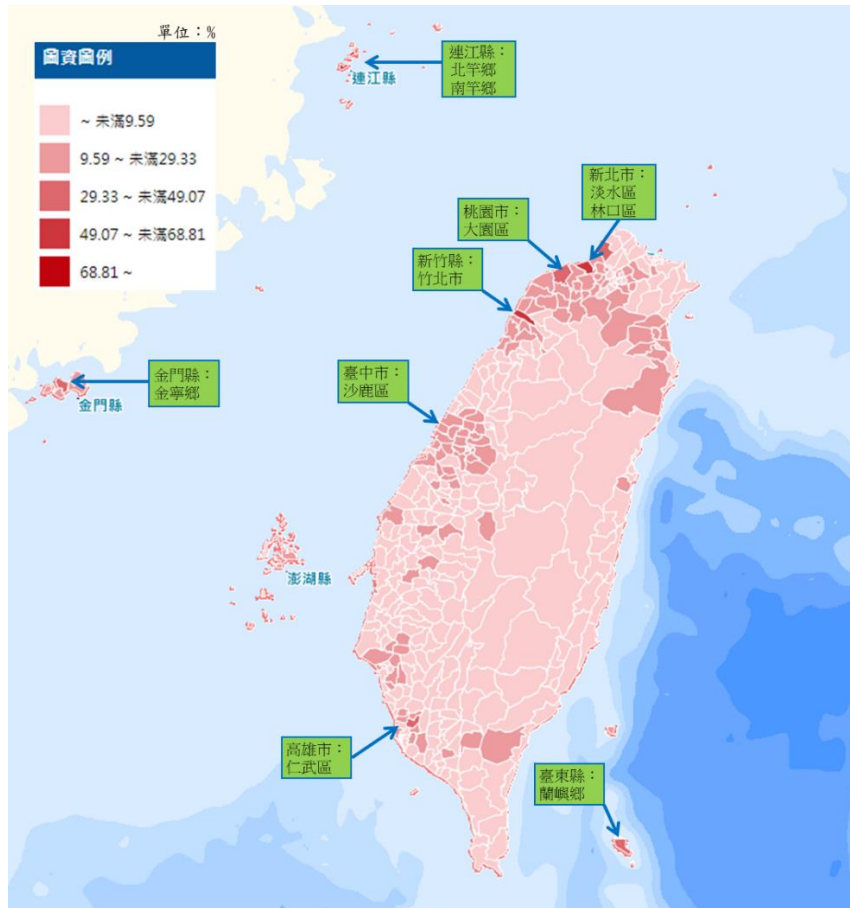 單位：%
圖資圖例
~ 未滿9.59
9.59 ~ 未滿29.33
29.33 ~ 未滿49.07
49.07 ~ 未滿68.81
68.81 ~
連江縣：
北竿鄉
南竿鄉
連江縣
新北市：
淡水區
林口區
桃園市：
大園區
新竹縣：
竹北市
金門縣：
金寧鄉
金門縣
臺中市：
沙鹿區
澎湖縣
高雄市：
仁武區
臺東縣：
蘭嶼鄉